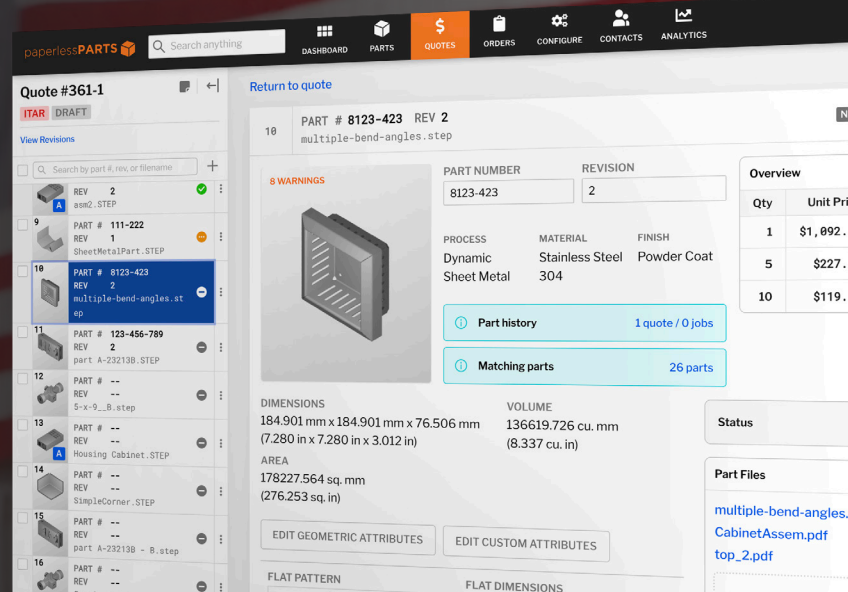 paperlessPARTS
Search anything
DASHBOARD
PARTS
$
QUOTES
ORDERS
CONFIGURE
CONTACTS
ANALYTICS
Quote #361-1
ITAR DRAFT
View Revisions
Search by part #, rev, or filename
REV 2
A asm2.STEP
9
PART # 111-222
REV 1
SheetMetalPart.STEP
10
PART # 8123-423
REV 2
multiple-bend-angles.st
ep
11
PART # 123-456-789
REV 2
part A-23213B.STEP
12
PART # --
REV --
5-x-9__B.step
13
PART # --
REV --
A Housing Cabinet.STEP
14
PART # --
REV --
SimpleCorner.STEP
15
PART # --
REV --
part A-23213B - B.step
16
PART # --
REV --
Return to quote
10
PART # 8123-423 REV 2
multiple-bend-angles.step
N
8 WARNINGS
PART NUMBER
8123-423
REVISION
2
PROCESS
Dynamic
Sheet Metal
MATERIAL
Stainless Steel
304
FINISH
Powder Coat
Part history 1 quote / 0 jobs
Matching parts 26 parts
Overview
Qty Unit Pri
1 $1,092.
5 $227.
10 $119.
DIMENSIONS
184.901 mm x 184.901 mm x 76.506 mm
(7.280 in x 7.280 in x 3.012 in)
VOLUME
136619.726 cu. mm
(8.337 cu. in)
AREA
178227.564 sq. mm
(276.253 sq. in)
EDIT GEOMETRIC ATTRIBUTES
EDIT CUSTOM ATTRIBUTES
FLAT PATTERN
FLAT DIMENSIONS
Status
Part Files
multiple-bend-angles.
CabinetAssem.pdf
top_2.pdf